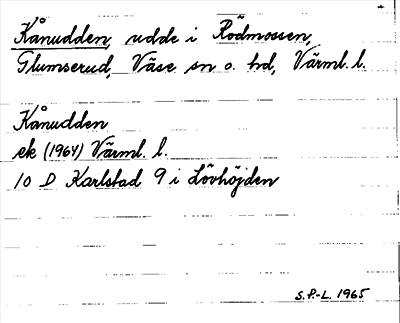 Kånudden, udde i Rödmossen,
Glumserud, Väse sn o. hd, Värml. l.
Kånudden
ek (1964) Värml. l.
10 D Karlstad 9 i Lövhöjden
S.P.-L. 1965